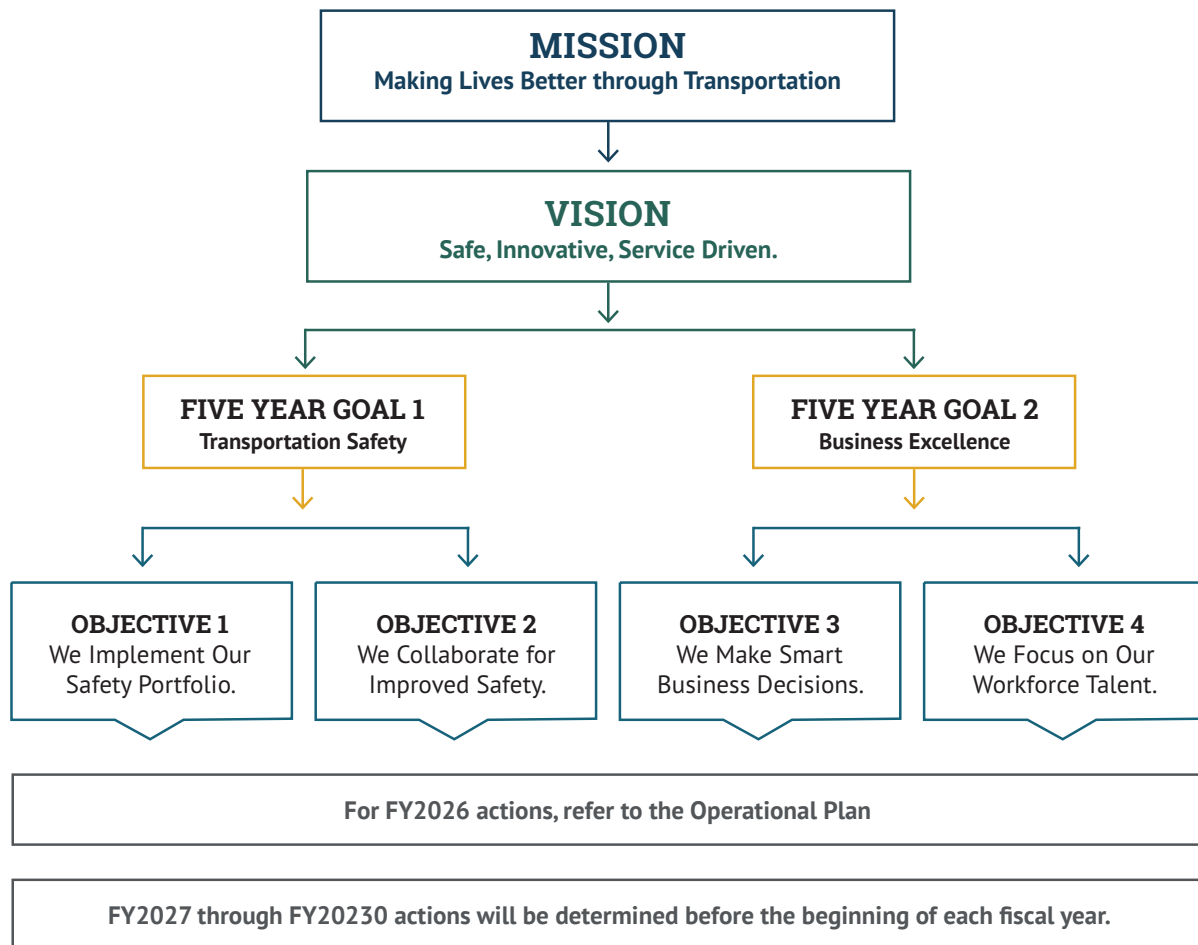 MISSION
Making Lives Better through Transportation
VISION
Safe, Innovative, Service Driven.
FIVE YEAR GOAL 1
Transportation Safety
FIVE YEAR GOAL 2
Business Excellence
OBJECTIVE 1
We Implement Our
Safety Portfolio.
OBJECTIVE 2
We Collaborate for
Improved Safety.
OBJECTIVE 3
We Make Smart
Business Decisions.
OBJECTIVE 4
We Focus on Our
Workforce Talent.
For FY2026 actions, refer to the Operational Plan
FY2027 through FY20230 actions will be determined before the beginning of each fiscal year.